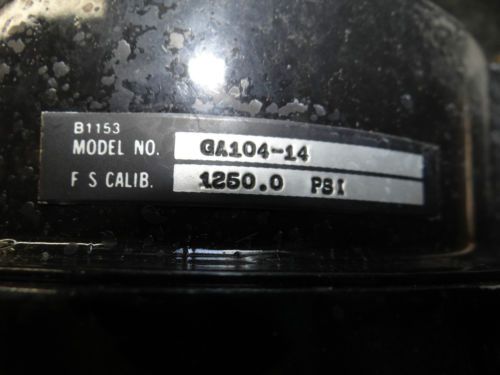 B1153
MODEL NO. GA104-14
F S CALIB. 1250.0 PSI